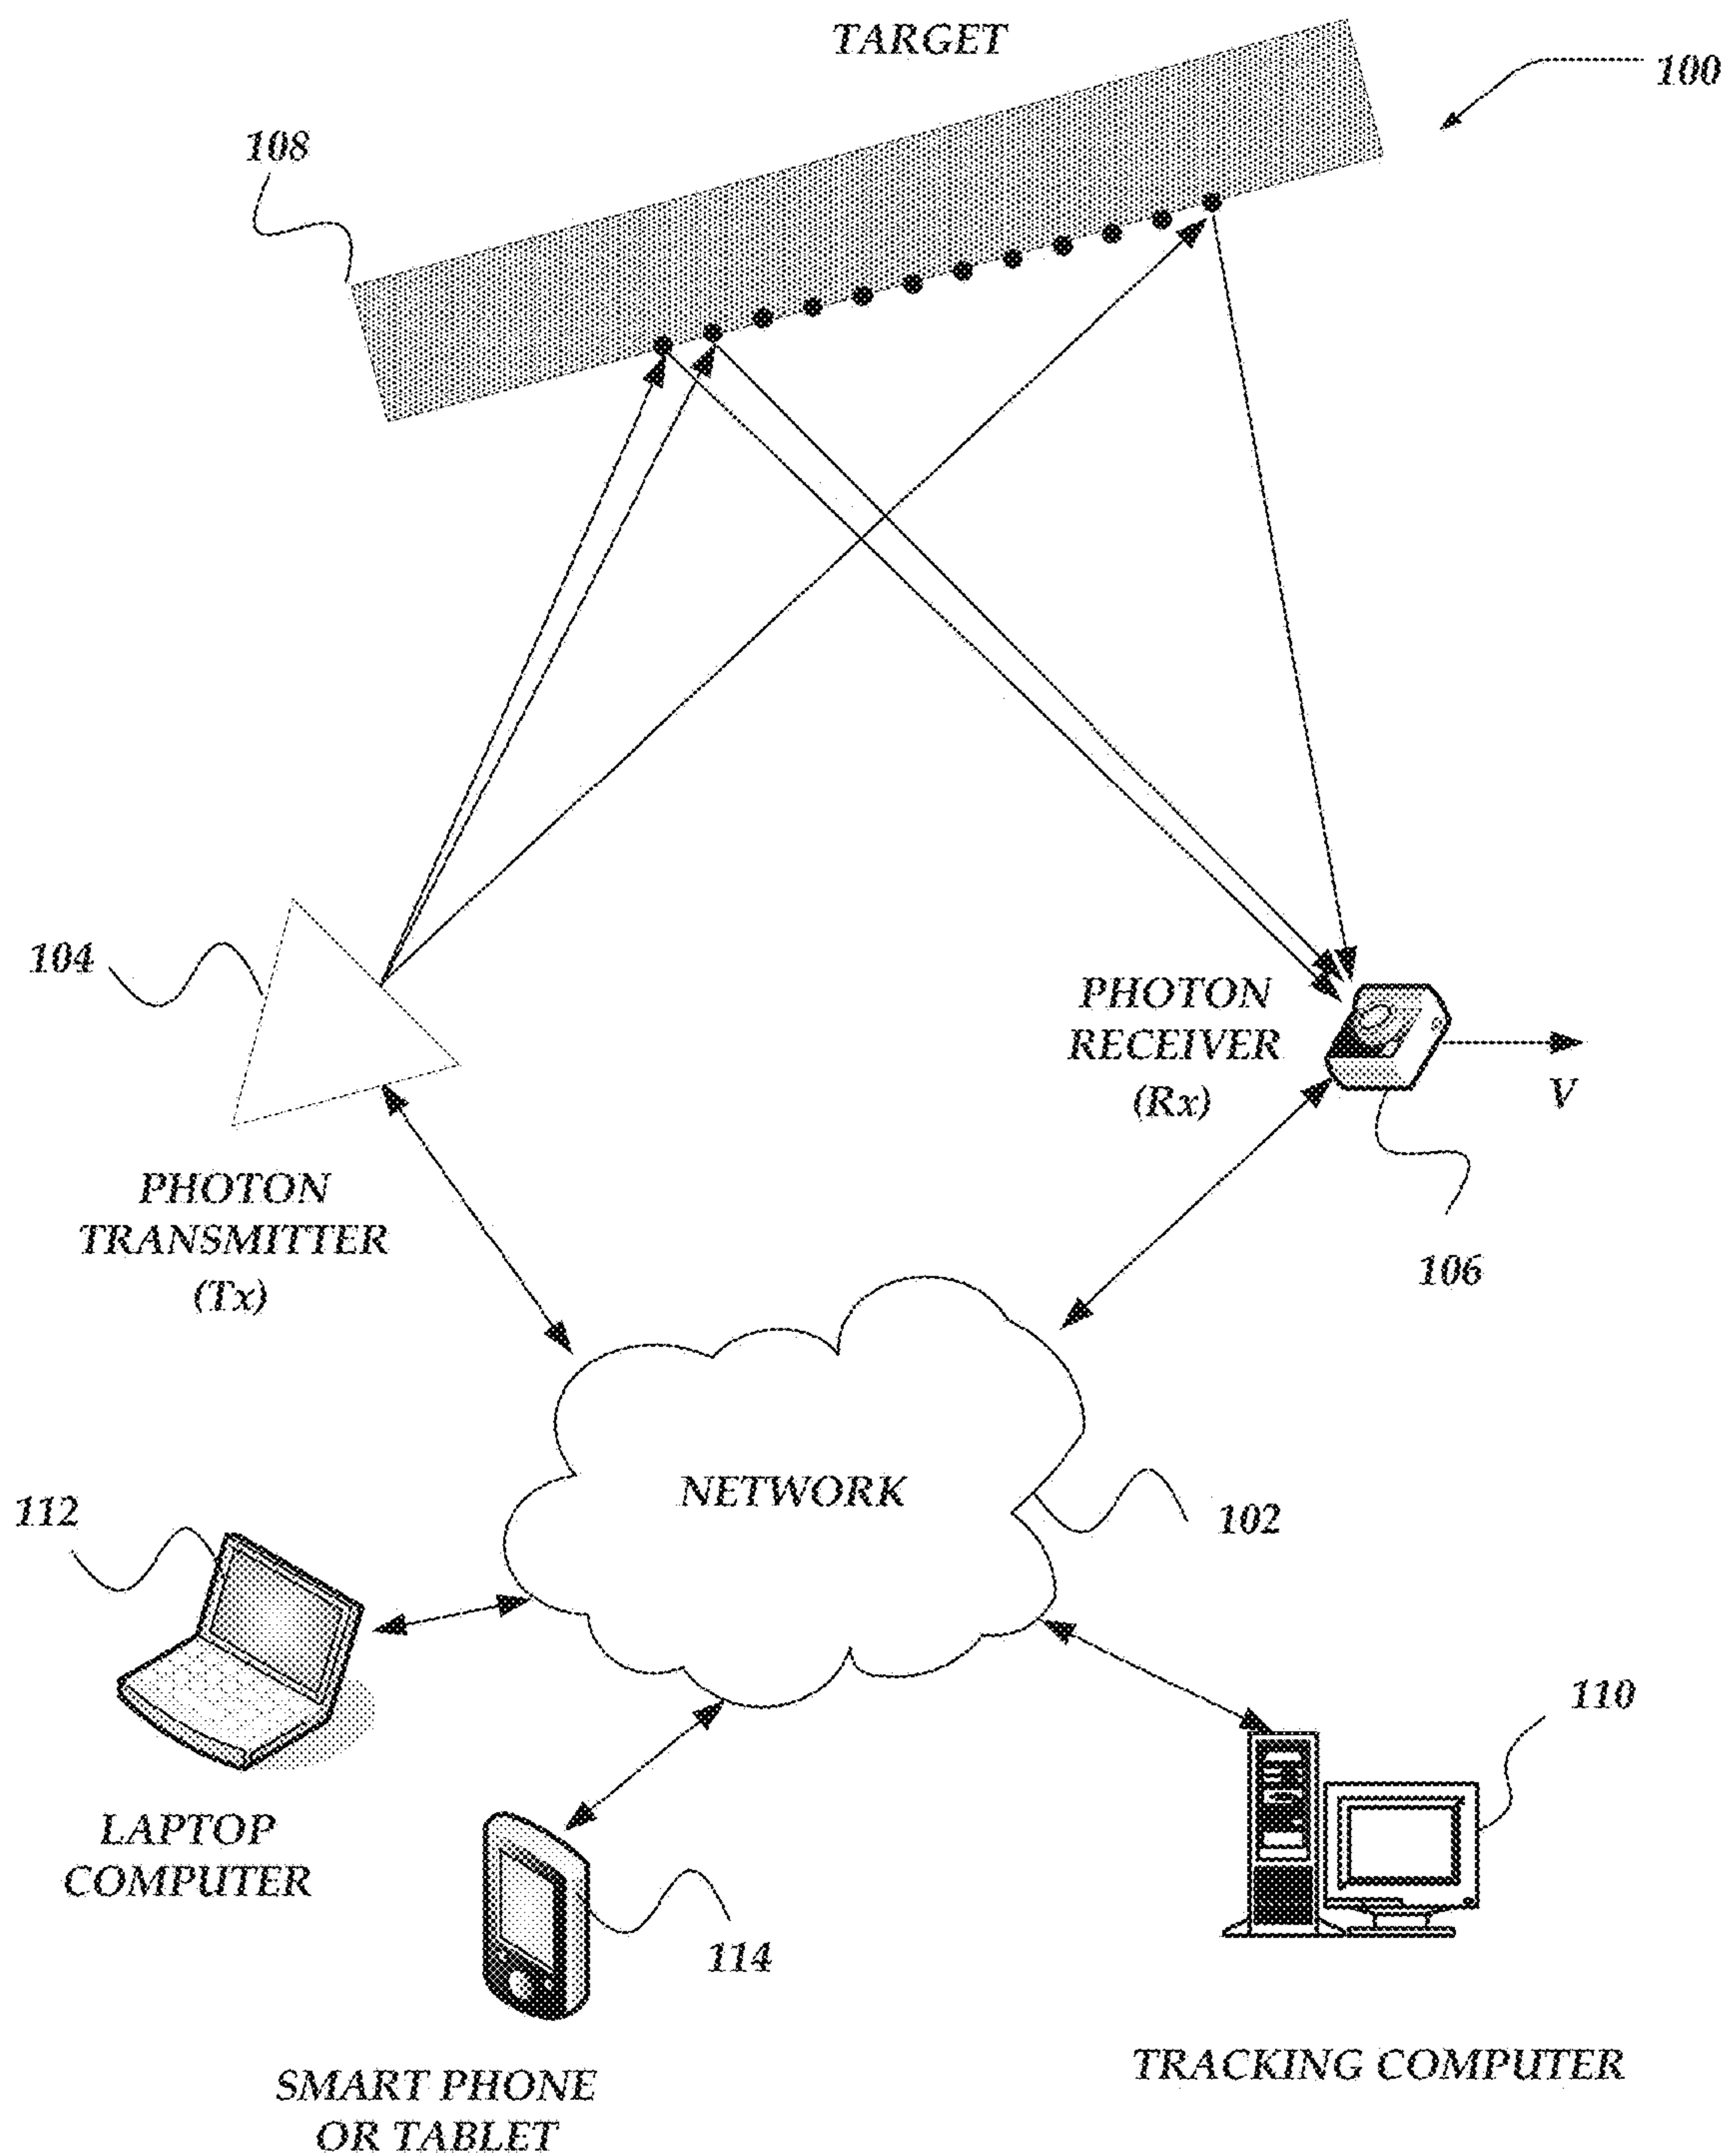 TARGET
100
108
104
PHOTON
RECEIVER
(Rx)
V
PHOTON
TRANSMITTER
(Tx)
106
NETWORK
112
102
110
LAPTOP
COMPUTER
114
TRACKING COMPUTER
SMART PHONE
OR TABLET